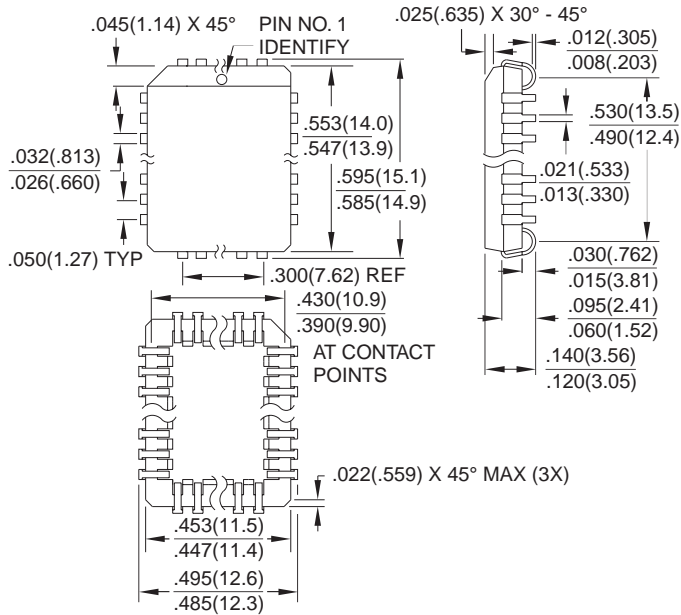 .045(1.14) X 45°
PIN NO. 1
IDENTIFY
.025(.635) X 30° - 45°
.012(.305)
.008(.203)
.553(14.0)
.547(13.9)
.530(13.5)
.490(12.4)
.032(.813)
.026(.660)
.595(15.1)
.585(14.9)
.021(.533)
.013(.330)
.050(1.27) TYP
.300(7.62) REF
.030(.762)
.015(3.81)
.430(10.9)
.390(9.90)
AT CONTACT
POINTS
.095(2.41)
.060(1.52)
.140(3.56)
.120(3.05)
.022(.559) X 45° MAX (3X)
.453(11.5)
.447(11.4)
.495(12.6)
.485(12.3)